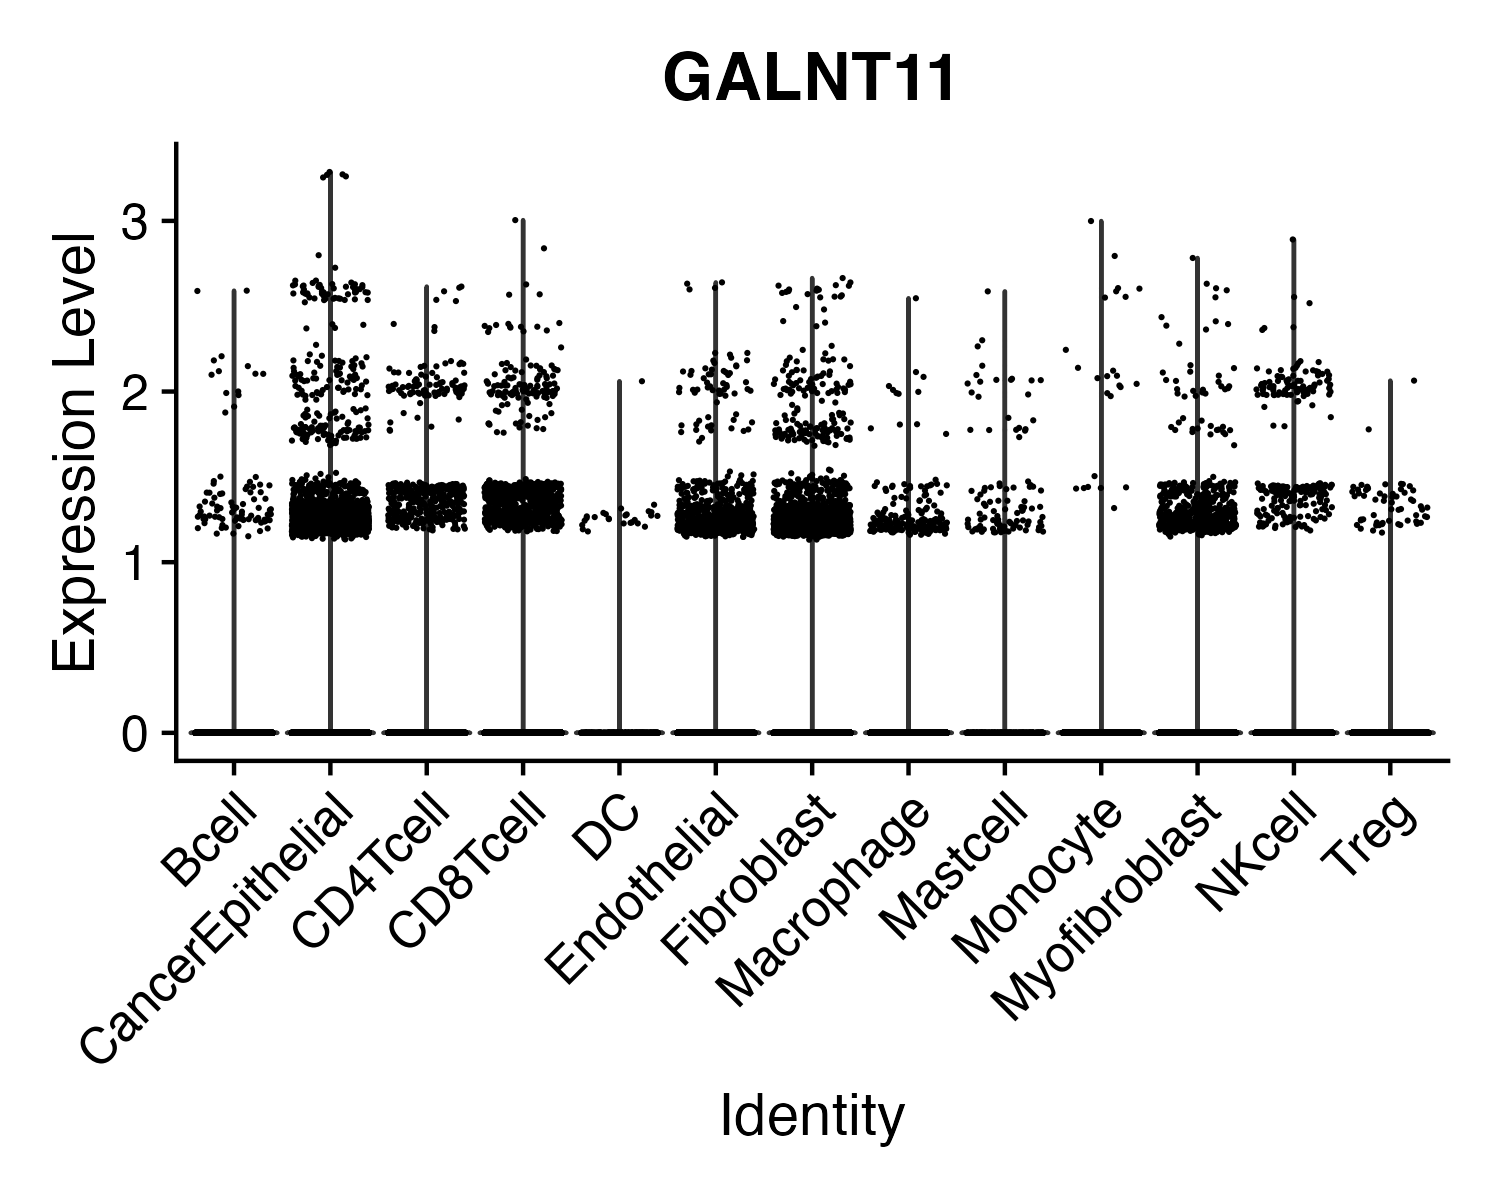 GALNT11
Expression Level
3
2
1
0
Bcell
CancerEpithelial
CD4Tcell
CD8Tcell
DC
Endothelial
Fibroblast
Macrophage
Mastcell
Monocyte
Myofibroblast
NKcell
Treg
Identity